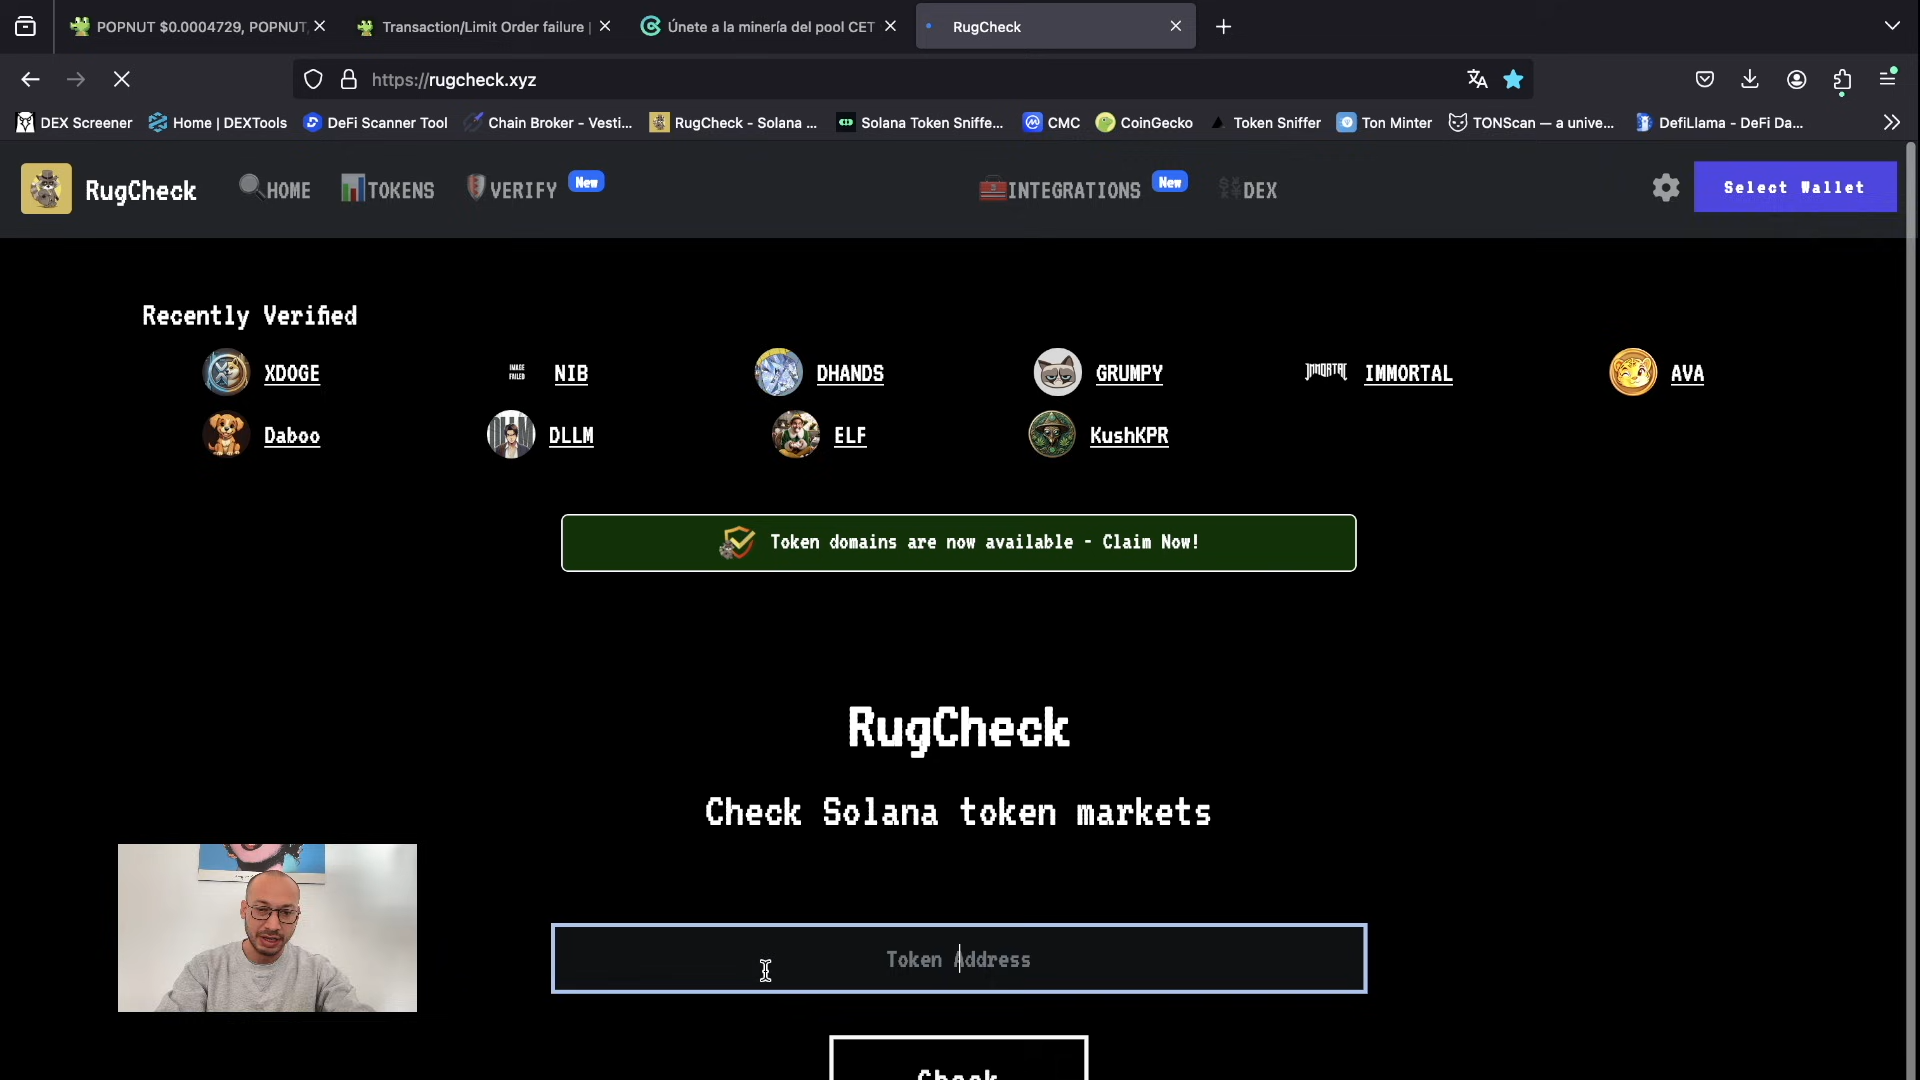 POPNUT $0.0004729, POPNUT,
Transaction/Limit Order failure |
Únete a la minería del pool CET
RugCheck
https://rugcheck.xyz
DEX Screener
Home | DEXTools
DeFi Scanner Tool
Chain Broker - Vesti...
RugCheck - Solana ...
Solana Token Sniffe...
CMC
CoinGecko
Token Sniffer
Ton Minter
TONScan — a unive...
DefiLlama - DeFi Da...
RugCheck
HOME
TOKENS
VERIFY
New
INTEGRATIONS
New
DEX
Select Wallet
Recently Verified
XDOGE
IMAGE
FAILED
NIB
DHANDS
GRUMPY
IMMORTAL
IMMORTAL
AVA
Daboo
DLLM
ELF
KushKPR
Token domains are now available - Claim Now!
RugCheck
Check Solana token markets
Token Address
Check